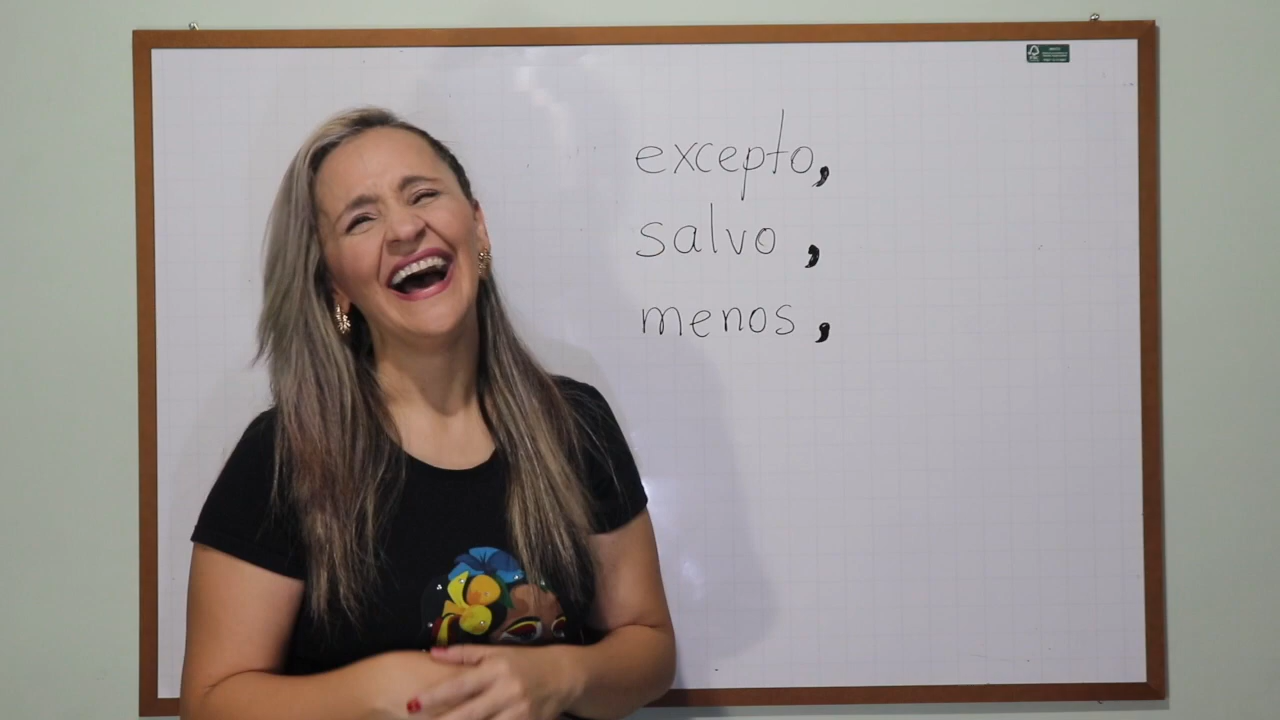 excepto,
salvo ,
menos ,